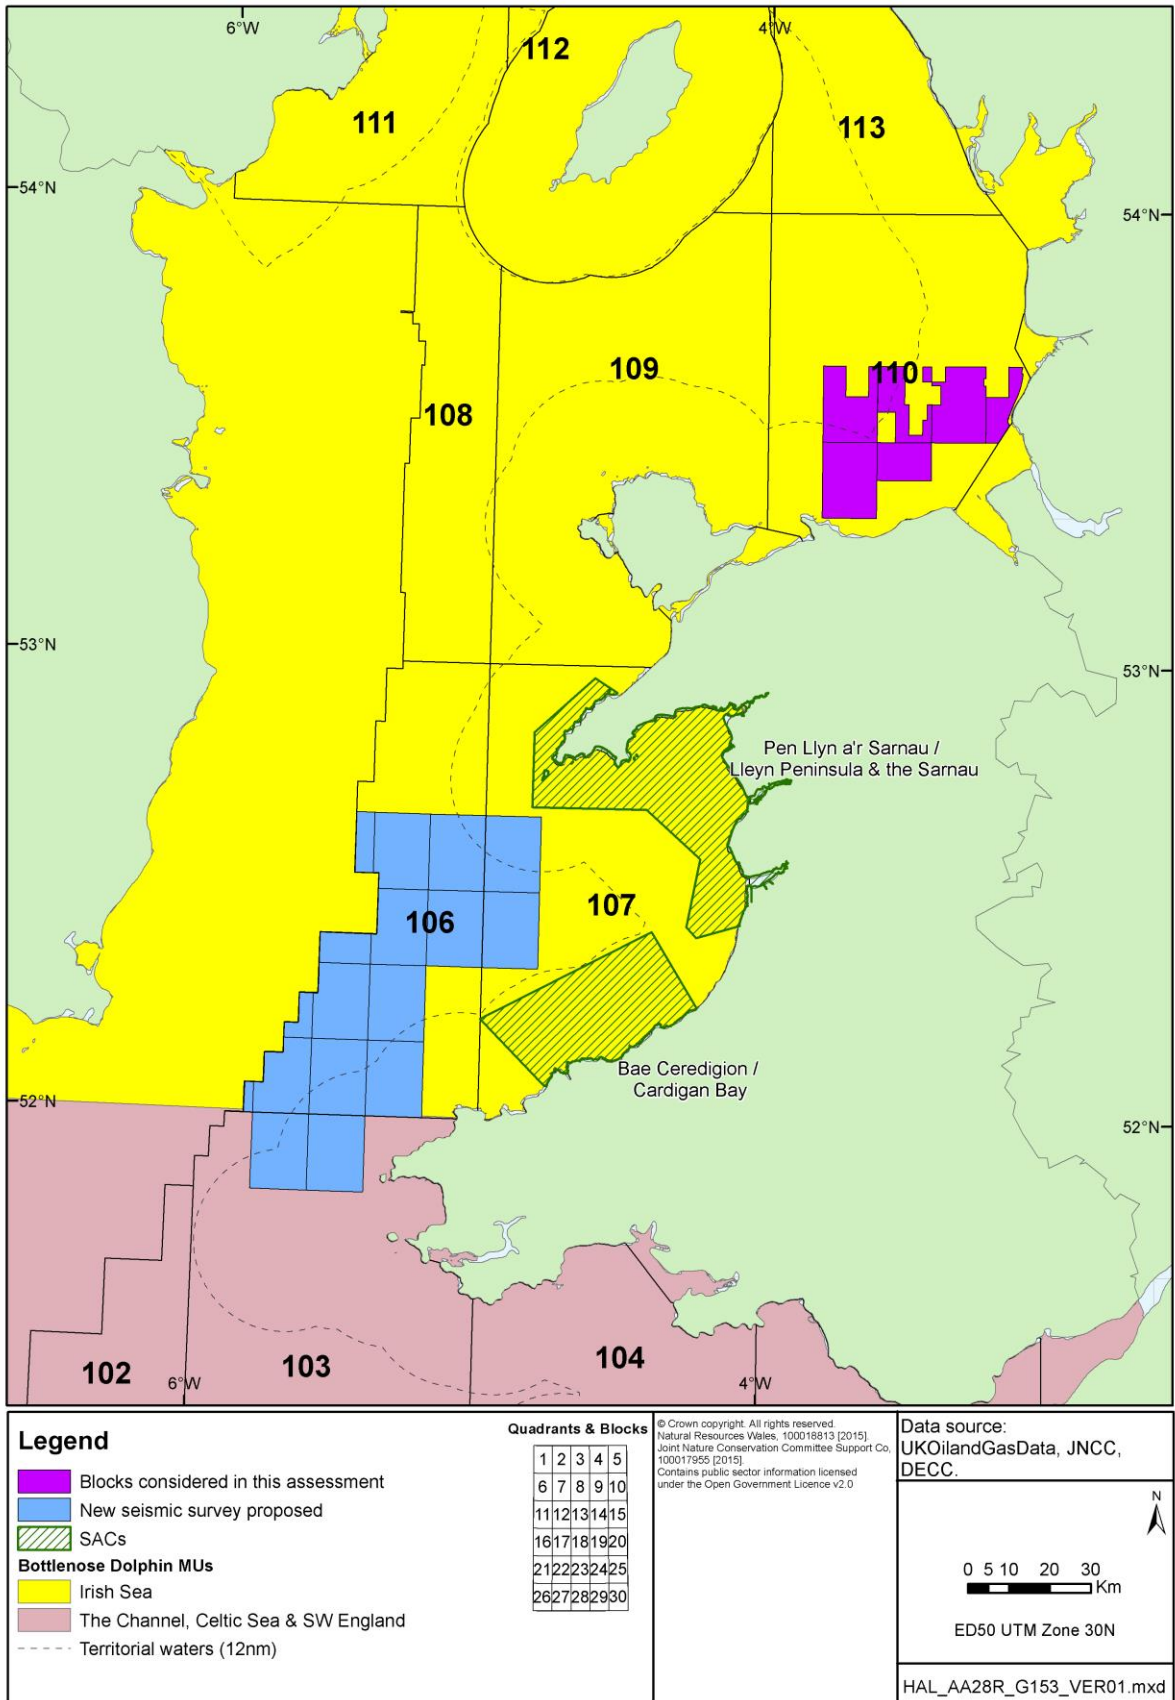 6°W
4°W
112
111
113
54°N
54°N
109
110
108
53°N
53°N
Pen Llyn a'r Sarnau /
Lleyn Peninsula & the Sarnau
107
106
Bae Ceredigion /
Cardigan Bay
52°N
52°N
102
103
104
6°W
4°W
Legend
Blocks considered in this assessment
New seismic survey proposed
SACs
Bottlenose Dolphin MUs
Irish Sea
The Channel, Celtic Sea & SW England
Territorial waters (12nm)
Quadrants & Blocks
1 2 3 4 5
6 7 8 9 10
11 12 13 14 15
16 17 18 19 20
21 22 23 24 25
26 27 28 29 30
© Crown copyright. All rights reserved.
Natural Resources Wales, 100018813 [2015].
Joint Nature Conservation Committee Support Co,
100017955 [2015].
Contains public sector information licensed
under the Open Government Licence v2.0
Data source:
UKOilandGasData, JNCC,
DECC.
N
0 5 10 20 30
Km
ED50 UTM Zone 30N
HAL_AA28R_G153_VER01.mxd